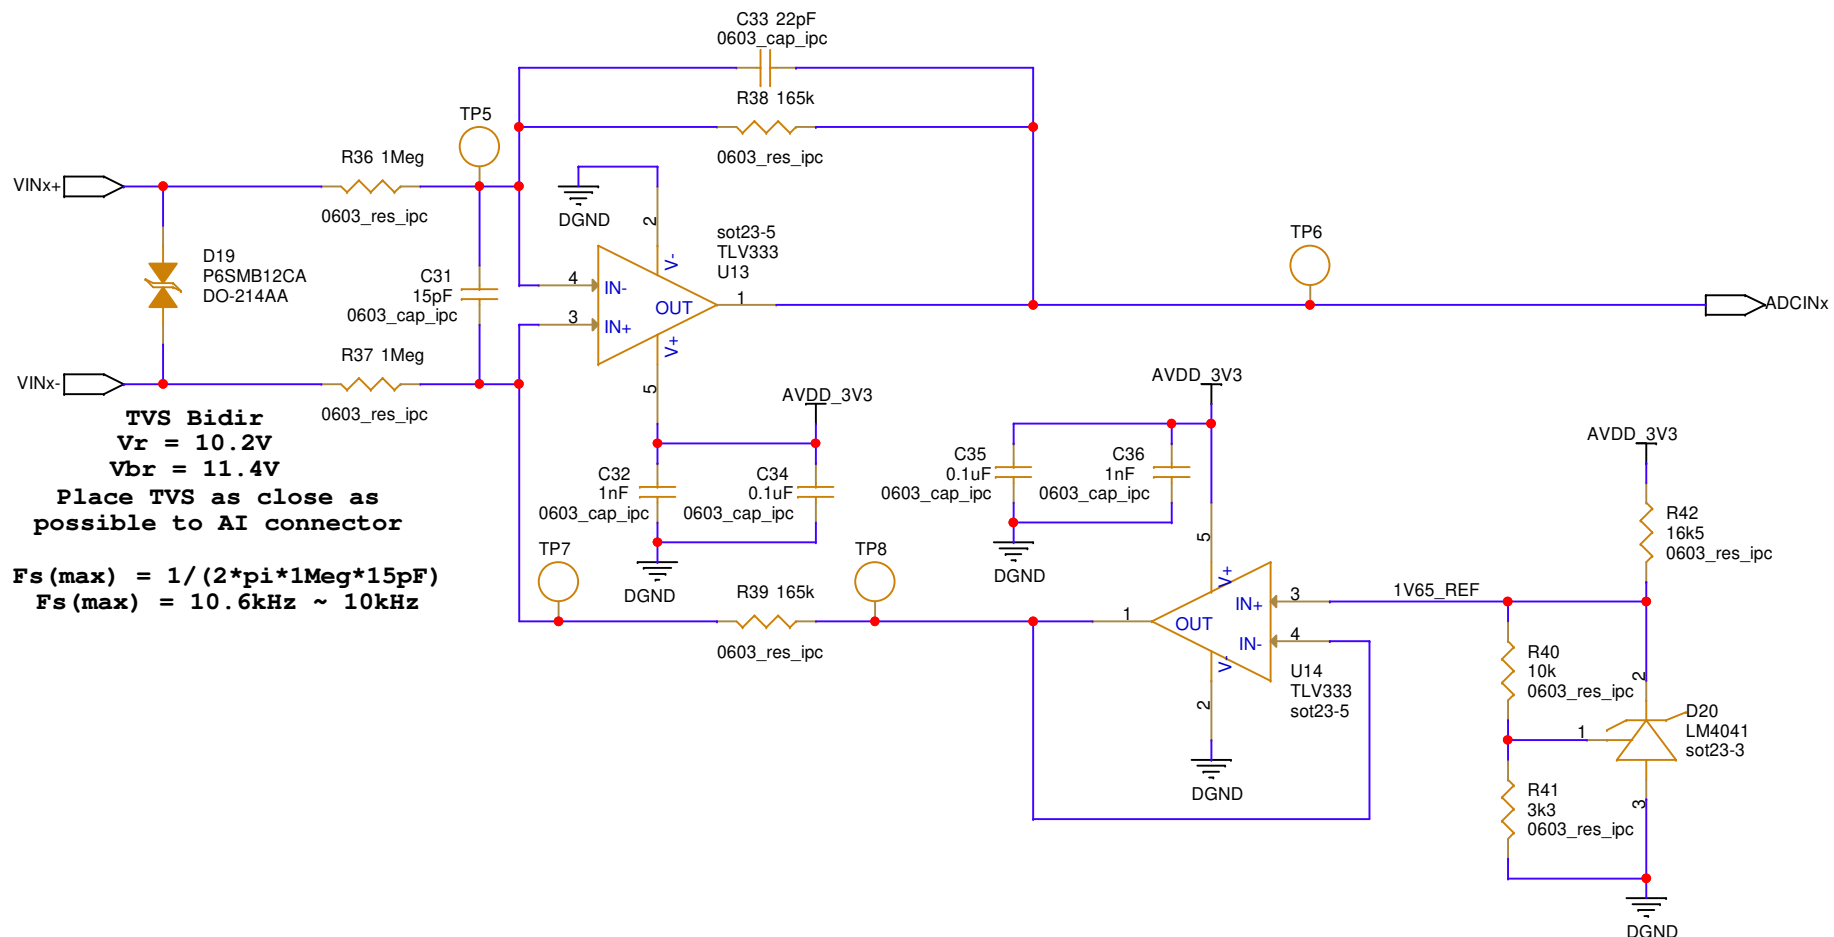 C33 22pF
0603_cap_ipc
R38 165k
0603_res_ipc
TP5
R36 1Meg
0603_res_ipc
VINx+
DGND
2
V-
sot23-5
TLV333
U13
TP6
D19
P6SMB12CA
DO-214AA
C31
15pF
0603_cap_ipc
4
IN-
3
IN+
OUT
1
V+
5
ADCINx
R37 1Meg
0603_res_ipc
VINx-
TVS Bidir
Vr = 10.2V
Vbr = 11.4V
Place TVS as close as
possible to AI connector
Fs(max) = 1/(2*pi*1Meg*15pF)
Fs(max) = 10.6kHz ~ 10kHz
AVDD_3V3
C32
1nF
0603_cap_ipc
C34
0.1uF
0603_cap_ipc
DGND
AVDD_3V3
C35
0.1uF
0603_cap_ipc
C36
1nF
0603_cap_ipc
DGND
TP7
TP8
R39 165k
0603_res_ipc
5
V+
1
OUT
IN+
3
IN-
4
V-
2
U14
TLV333
sot23-5
DGND
1V65_REF
AVDD_3V3
R42
16k5
0603_res_ipc
R40
10k
0603_res_ipc
2
1
D20
LM4041
sot23-3
R41
3k3
0603_res_ipc
3
DGND